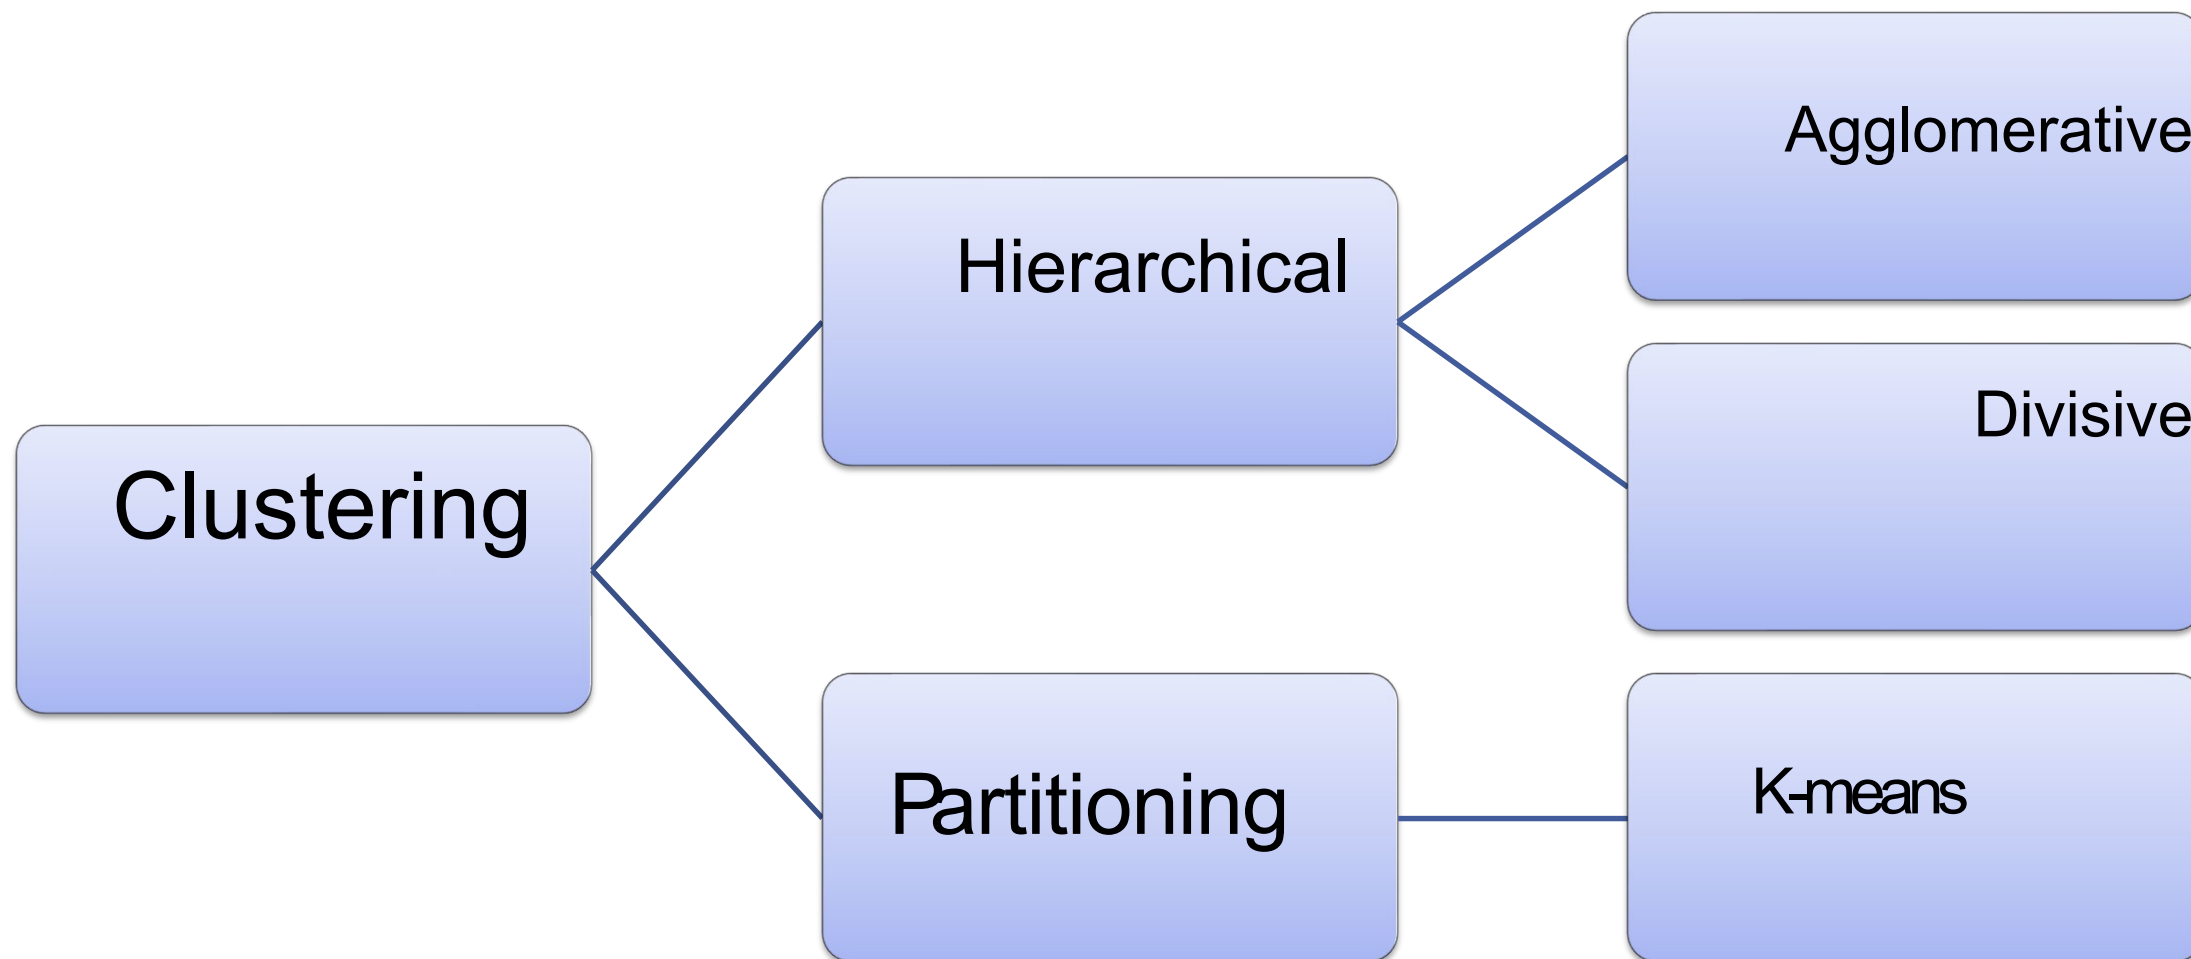 Clustering
Hierarchical
Agglomerative
Divisive
Partitioning
K-means